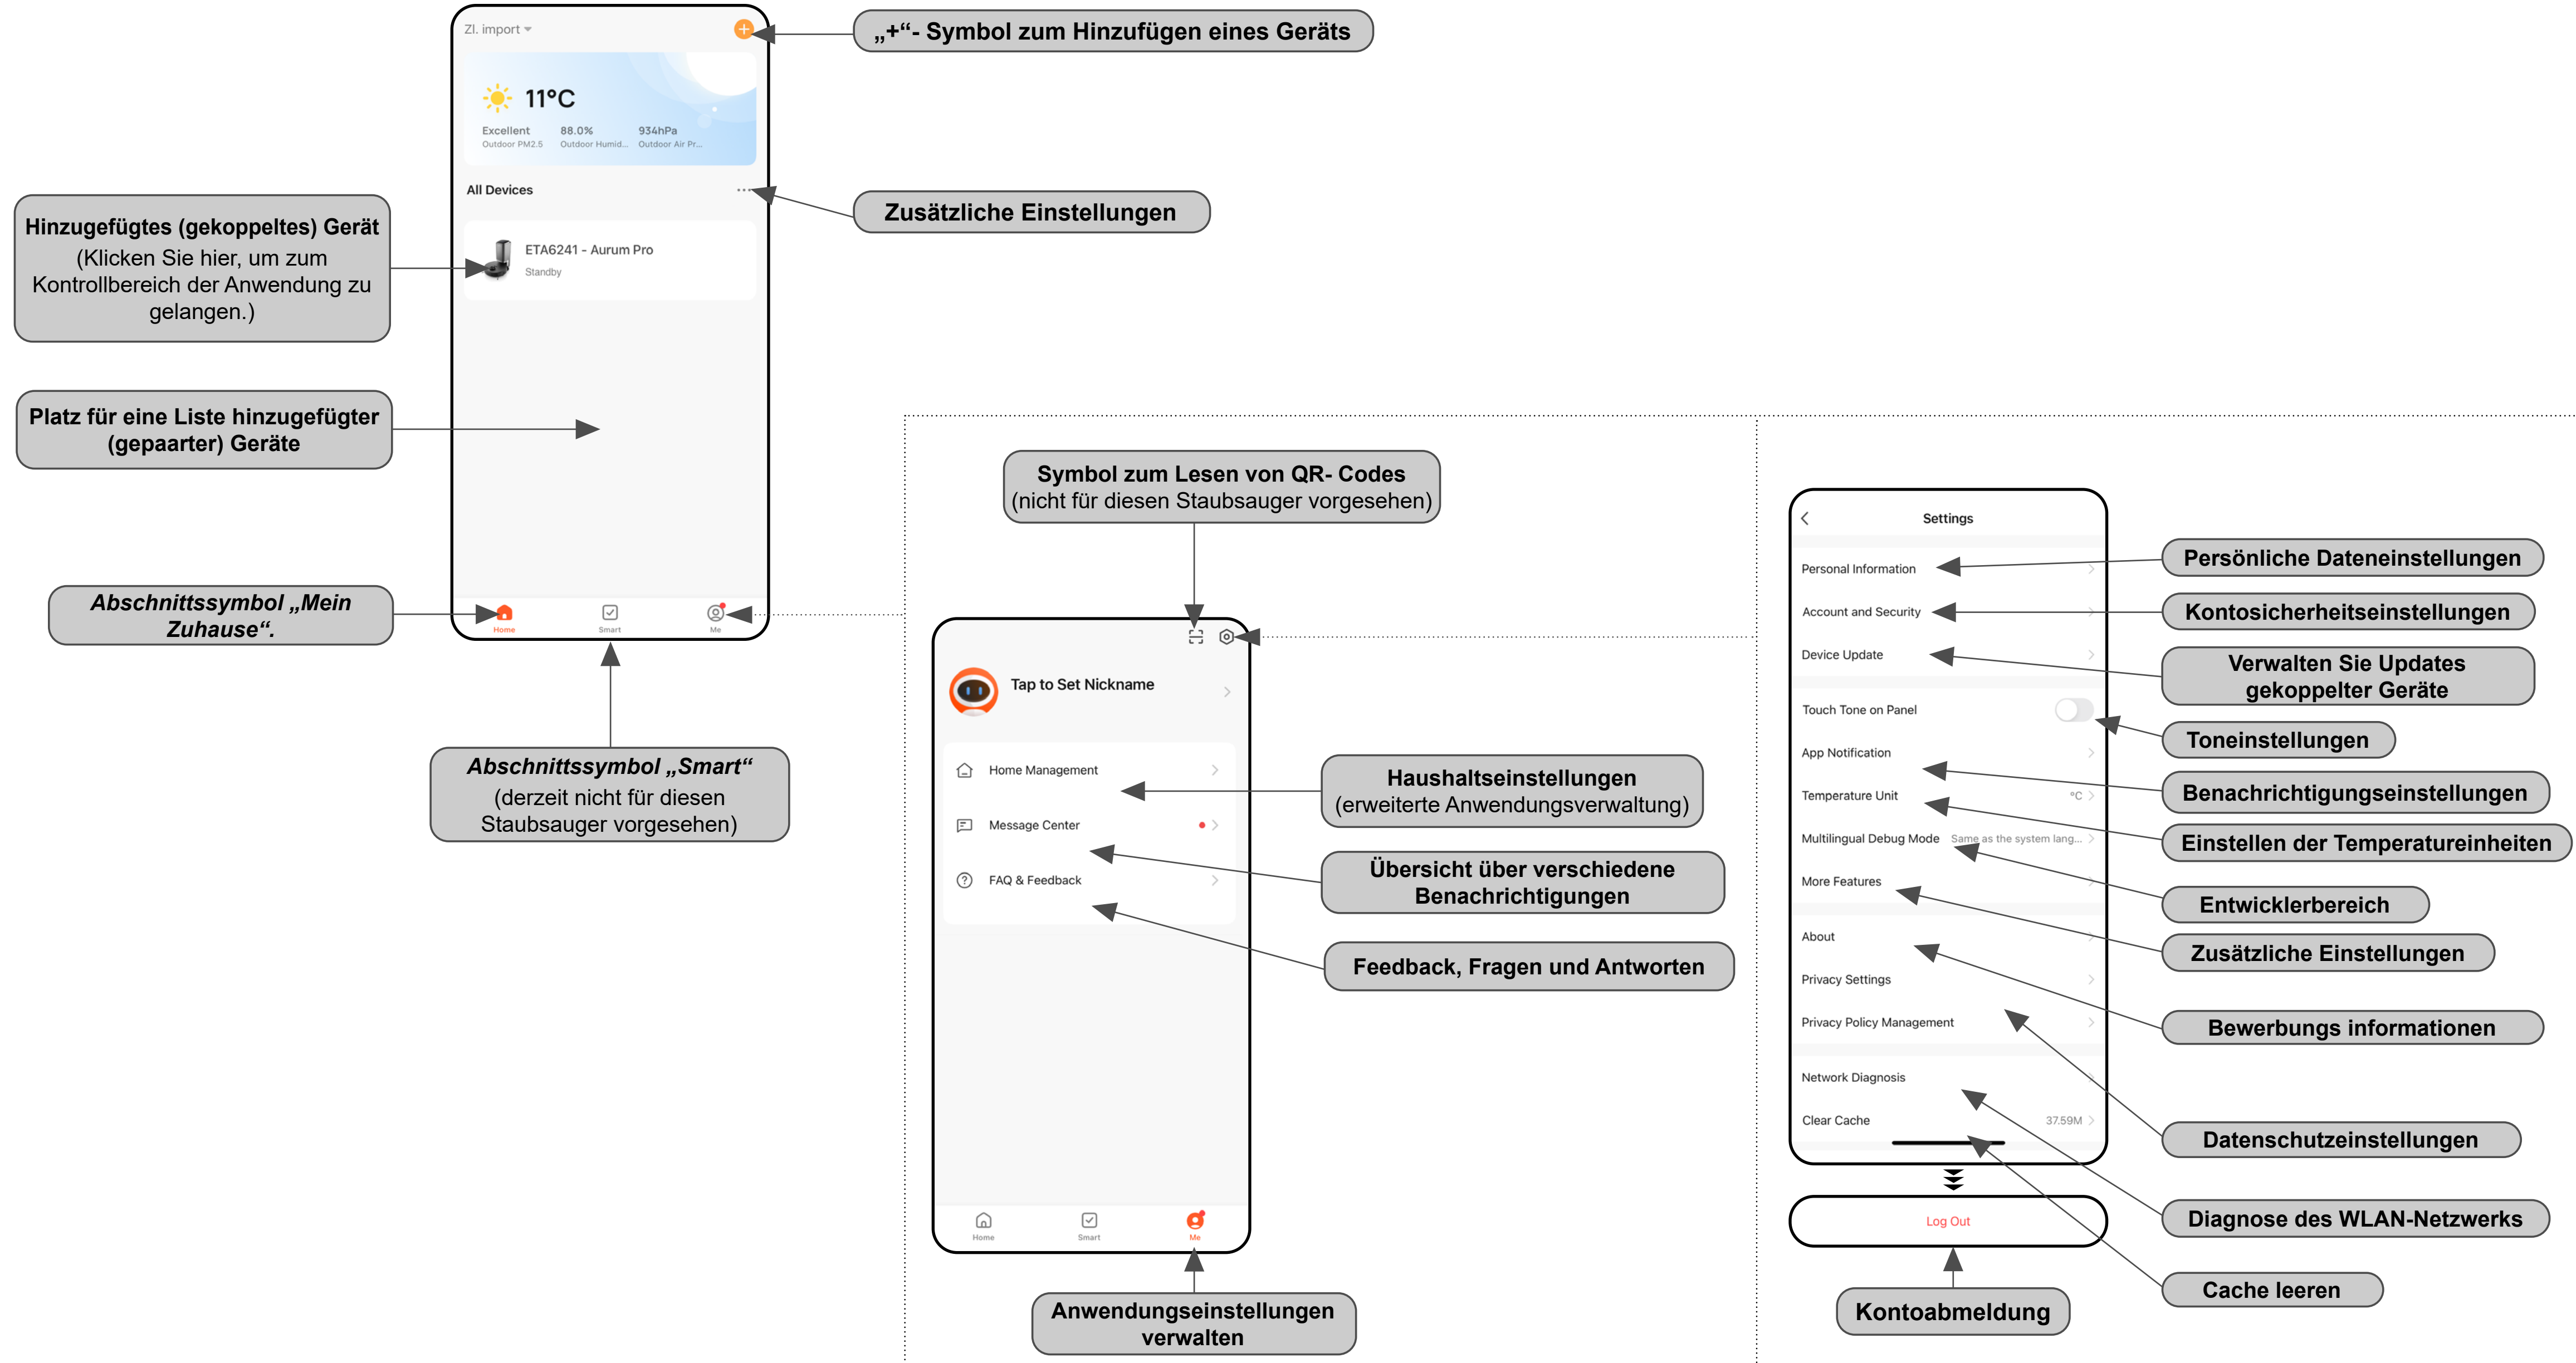 ZI. import
11°C
Excellent 88.0% 934hPa
Outdoor PM2.5 Outdoor Humid... Outdoor Air Pr...
All Devices
ETA6241 - Aurum Pro
Standby
Home Smart Me
„+“- Symbol zum Hinzufügen eines Geräts
Zusätzliche Einstellungen
Hinzugefügtes (gekoppeltes) Gerät
(Klicken Sie hier, um zum
Kontrollbereich der Anwendung zu
gelangen.)
Platz für eine Liste hinzugefügter
(gepaarter) Geräte
Abschnittssymbol „Mein
Zuhause“.
Abschnittssymbol „Smart“
(derzeit nicht für diesen
Staubsauger vorgesehen)
Symbol zum Lesen von QR- Codes
(nicht für diesen Staubsauger vorgesehen)
Tap to Set Nickname
Home Management
Message Center
FAQ & Feedback
Home Smart Me
Haushaltseinstellungen
(erweiterte Anwendungsverwaltung)
Übersicht über verschiedene
Benachrichtigungen
Feedback, Fragen und Antworten
Anwendungseinstellungen
verwalten
Settings
Personal Information
Account and Security
Device Update
Touch Tone on Panel
App Notification
Temperature Unit °C
Multilingual Debug Mode Same as the system lang...
More Features
About
Privacy Settings
Privacy Policy Management
Network Diagnosis
Clear Cache 37.59M
Log Out
Persönliche Dateneinstellungen
Kontosicherheitseinstellungen
Verwalten Sie Updates
gekoppelter Geräte
Toneinstellungen
Benachrichtigungseinstellungen
Einstellen der Temperatureinheiten
Entwicklerbereich
Zusätzliche Einstellungen
Bewerbungs informationen
Datenschutzeinstellungen
Diagnose des WLAN-Netzwerks
Cache leeren
Kontoabmeldung